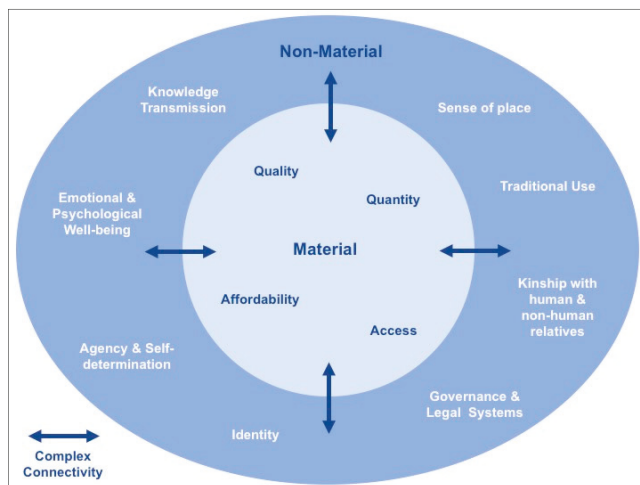 Non-Material
Knowledge
Transmission
Sense of place
Quality
Traditional Use
Emotional &
Psychological
Well-being
Quantity
Material
Kinship with
human &
non-human
relatives
Affordability
Access
Agency & Self-
determination
Governance &
Legal Systems
Identity
Complex
Connectivity